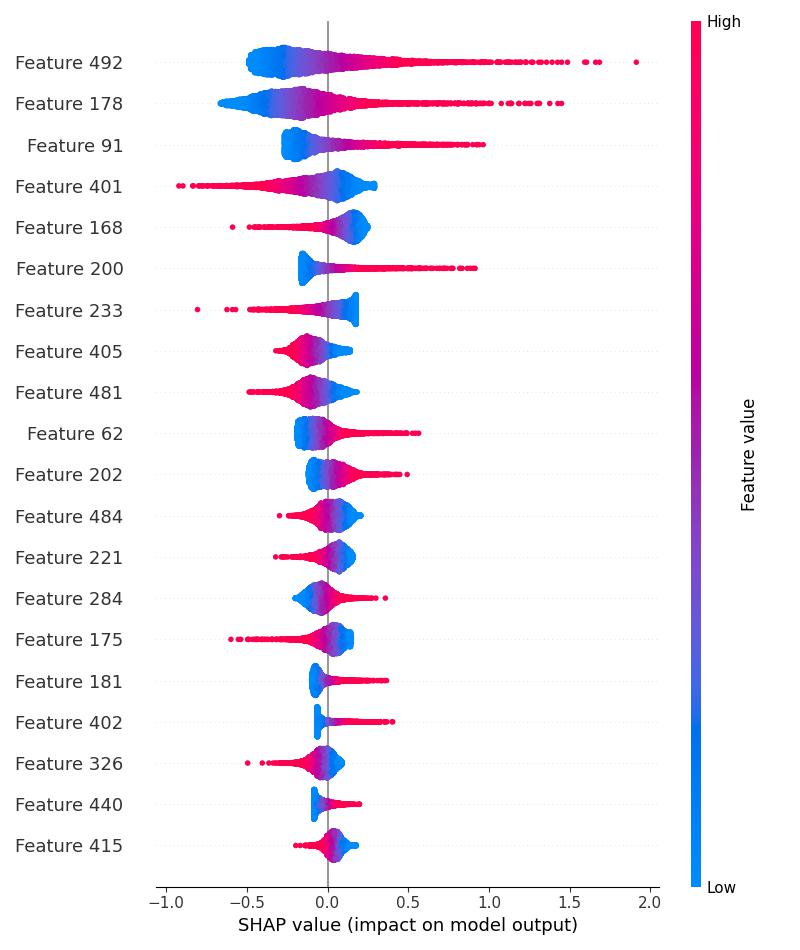 High
Feature 492
Feature 178
Feature 91
Feature 401
Feature 168
Feature 200
Feature 233
Feature 405
Feature 481
Feature 62
Feature 202
Feature 484
Feature 221
Feature 284
Feature 175
Feature 181
Feature 402
Feature 326
Feature 440
Feature 415
Feature value
Low
−1.0 −0.5 0.0 0.5 1.0 1.5 2.0
SHAP value (impact on model output)